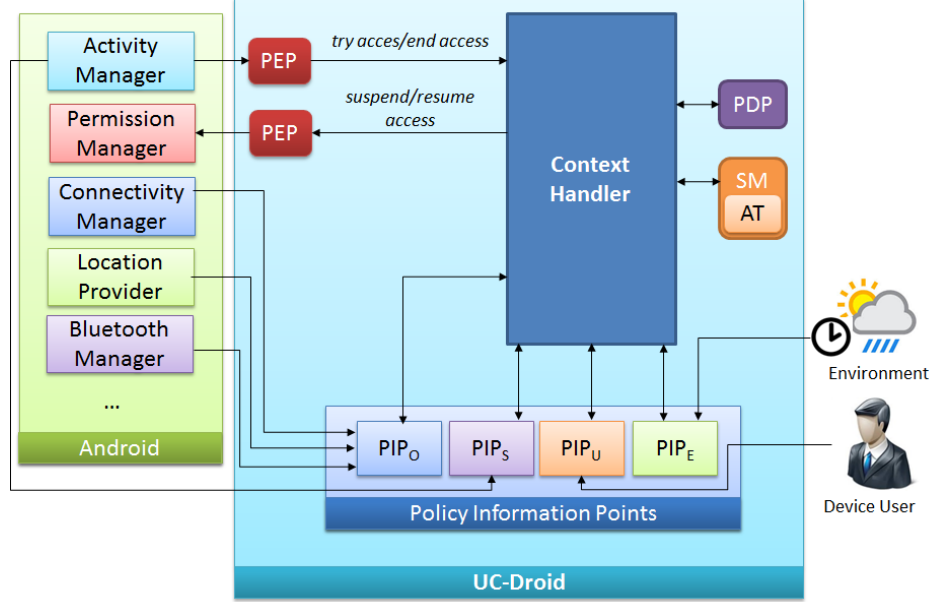 Activity
Manager
Permission
Manager
Connectivity
Manager
Location
Provider
Bluetooth
Manager
...
Android
PEP
try acces/end access
PEP
suspend/resume
access
Context
Handler
PDP
SM
AT
PIPO
PIPS
PIPU
PIPE
Policy Information Points
UC-Droid
Environment
Device User